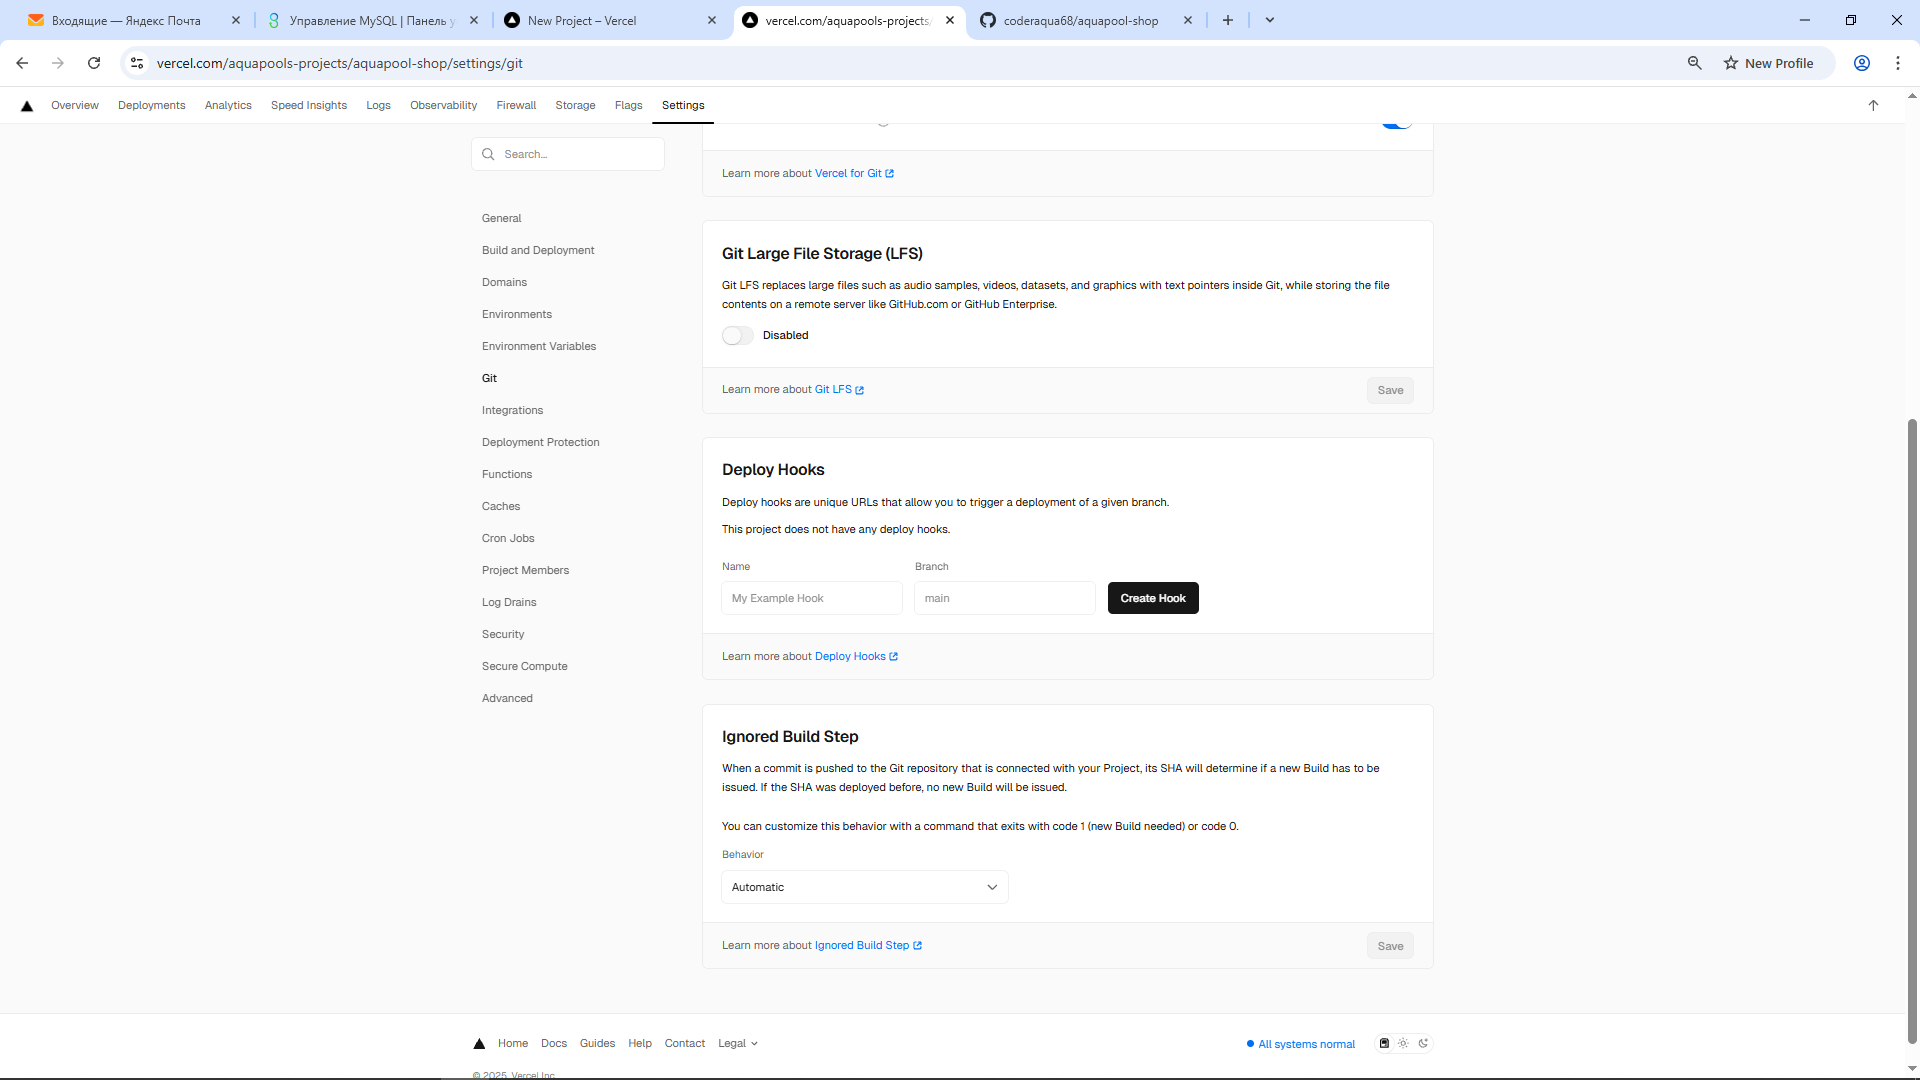 Входящие — Яндекс Почта
Управление MySQL | Панель у
New Project – Vercel
vercel.com/aquapools-projects/
coderaqua68/aquapool-shop
vercel.com/aquapools-projects/aquapool-shop/settings/git
New Profile
Overview
Deployments
Analytics
Speed Insights
Logs
Observability
Firewall
Storage
Flags
Settings
Search...
General
Build and Deployment
Domains
Environments
Environment Variables
Git
Integrations
Deployment Protection
Functions
Caches
Cron Jobs
Project Members
Log Drains
Security
Secure Compute
Advanced
Learn more about Vercel for Git
Git Large File Storage (LFS)
Git LFS replaces large files such as audio samples, videos, datasets, and graphics with text pointers inside Git, while storing the file
contents on a remote server like GitHub.com or GitHub Enterprise.
Disabled
Learn more about Git LFS
Save
Deploy Hooks
Deploy hooks are unique URLs that allow you to trigger a deployment of a given branch.
This project does not have any deploy hooks.
Name
Branch
My Example Hook
main
Create Hook
Learn more about Deploy Hooks
Ignored Build Step
When a commit is pushed to the Git repository that is connected with your Project, its SHA will determine if a new Build has to be
issued. If the SHA was deployed before, no new Build will be issued.
You can customize this behavior with a command that exits with code 1 (new Build needed) or code 0.
Behavior
Automatic
Learn more about Ignored Build Step
Save
Home
Docs
Guides
Help
Contact
Legal
All systems normal
© 2025, Vercel Inc.